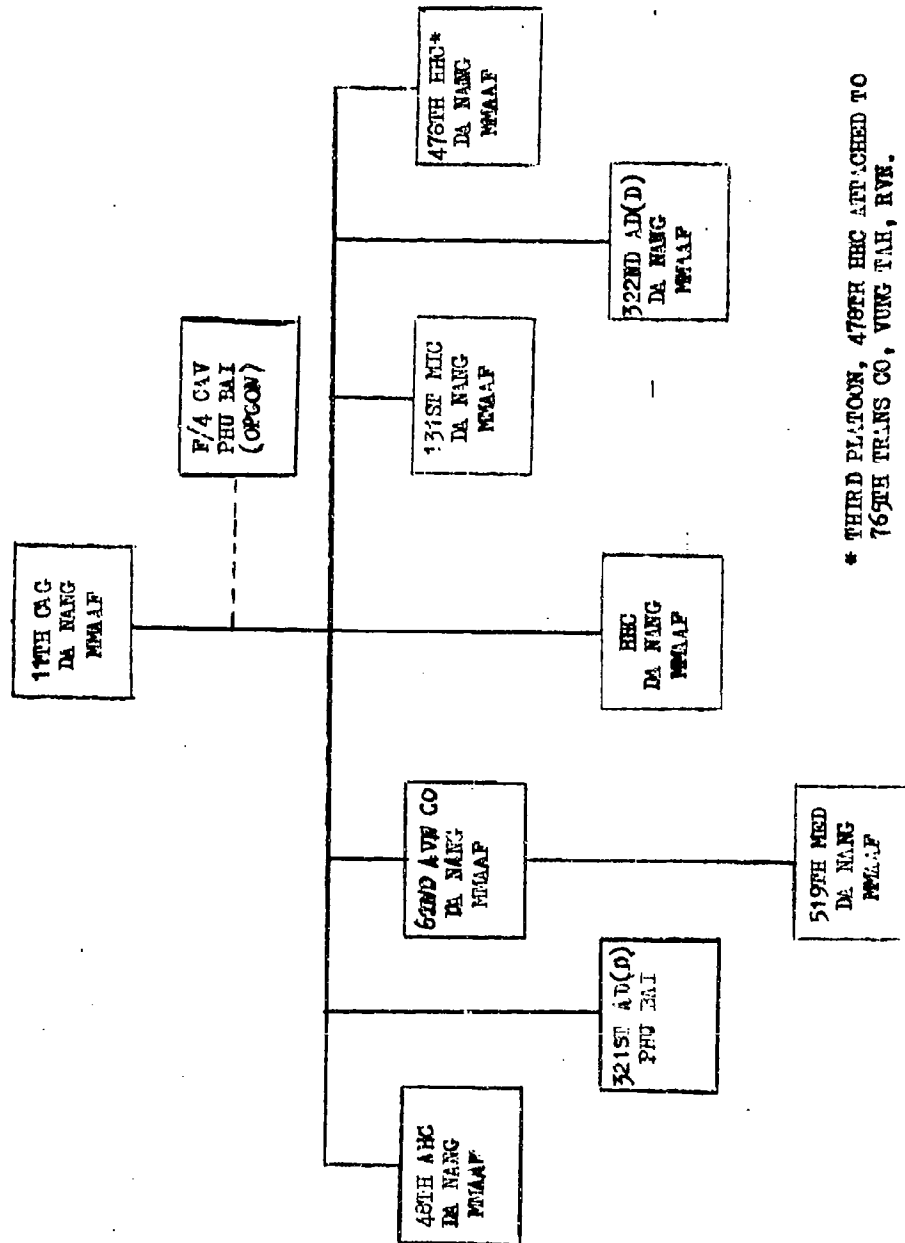 11TH CAG
DA NANG
MMAAF
F/4 CAV
PHU BAI
(OPCON)
48TH AHC
DA NANG
MMAAF
321ST AD(D)
PHU BAI
62ND AVN CO
DA NANG
MMAAF
519TH MED
DA NANG
MMAAF
HHC
DA NANG
MMAAF
131ST MIC
DA NANG
MMAAF
322ND AD(D)
DA NANG
MMAAF
478TH HHC*
DA NANG
MMAAF
* THIRD PLATOON, 478TH HHC ATTACHED TO
765TH TRANS CO, VUNG TAH, RVN.